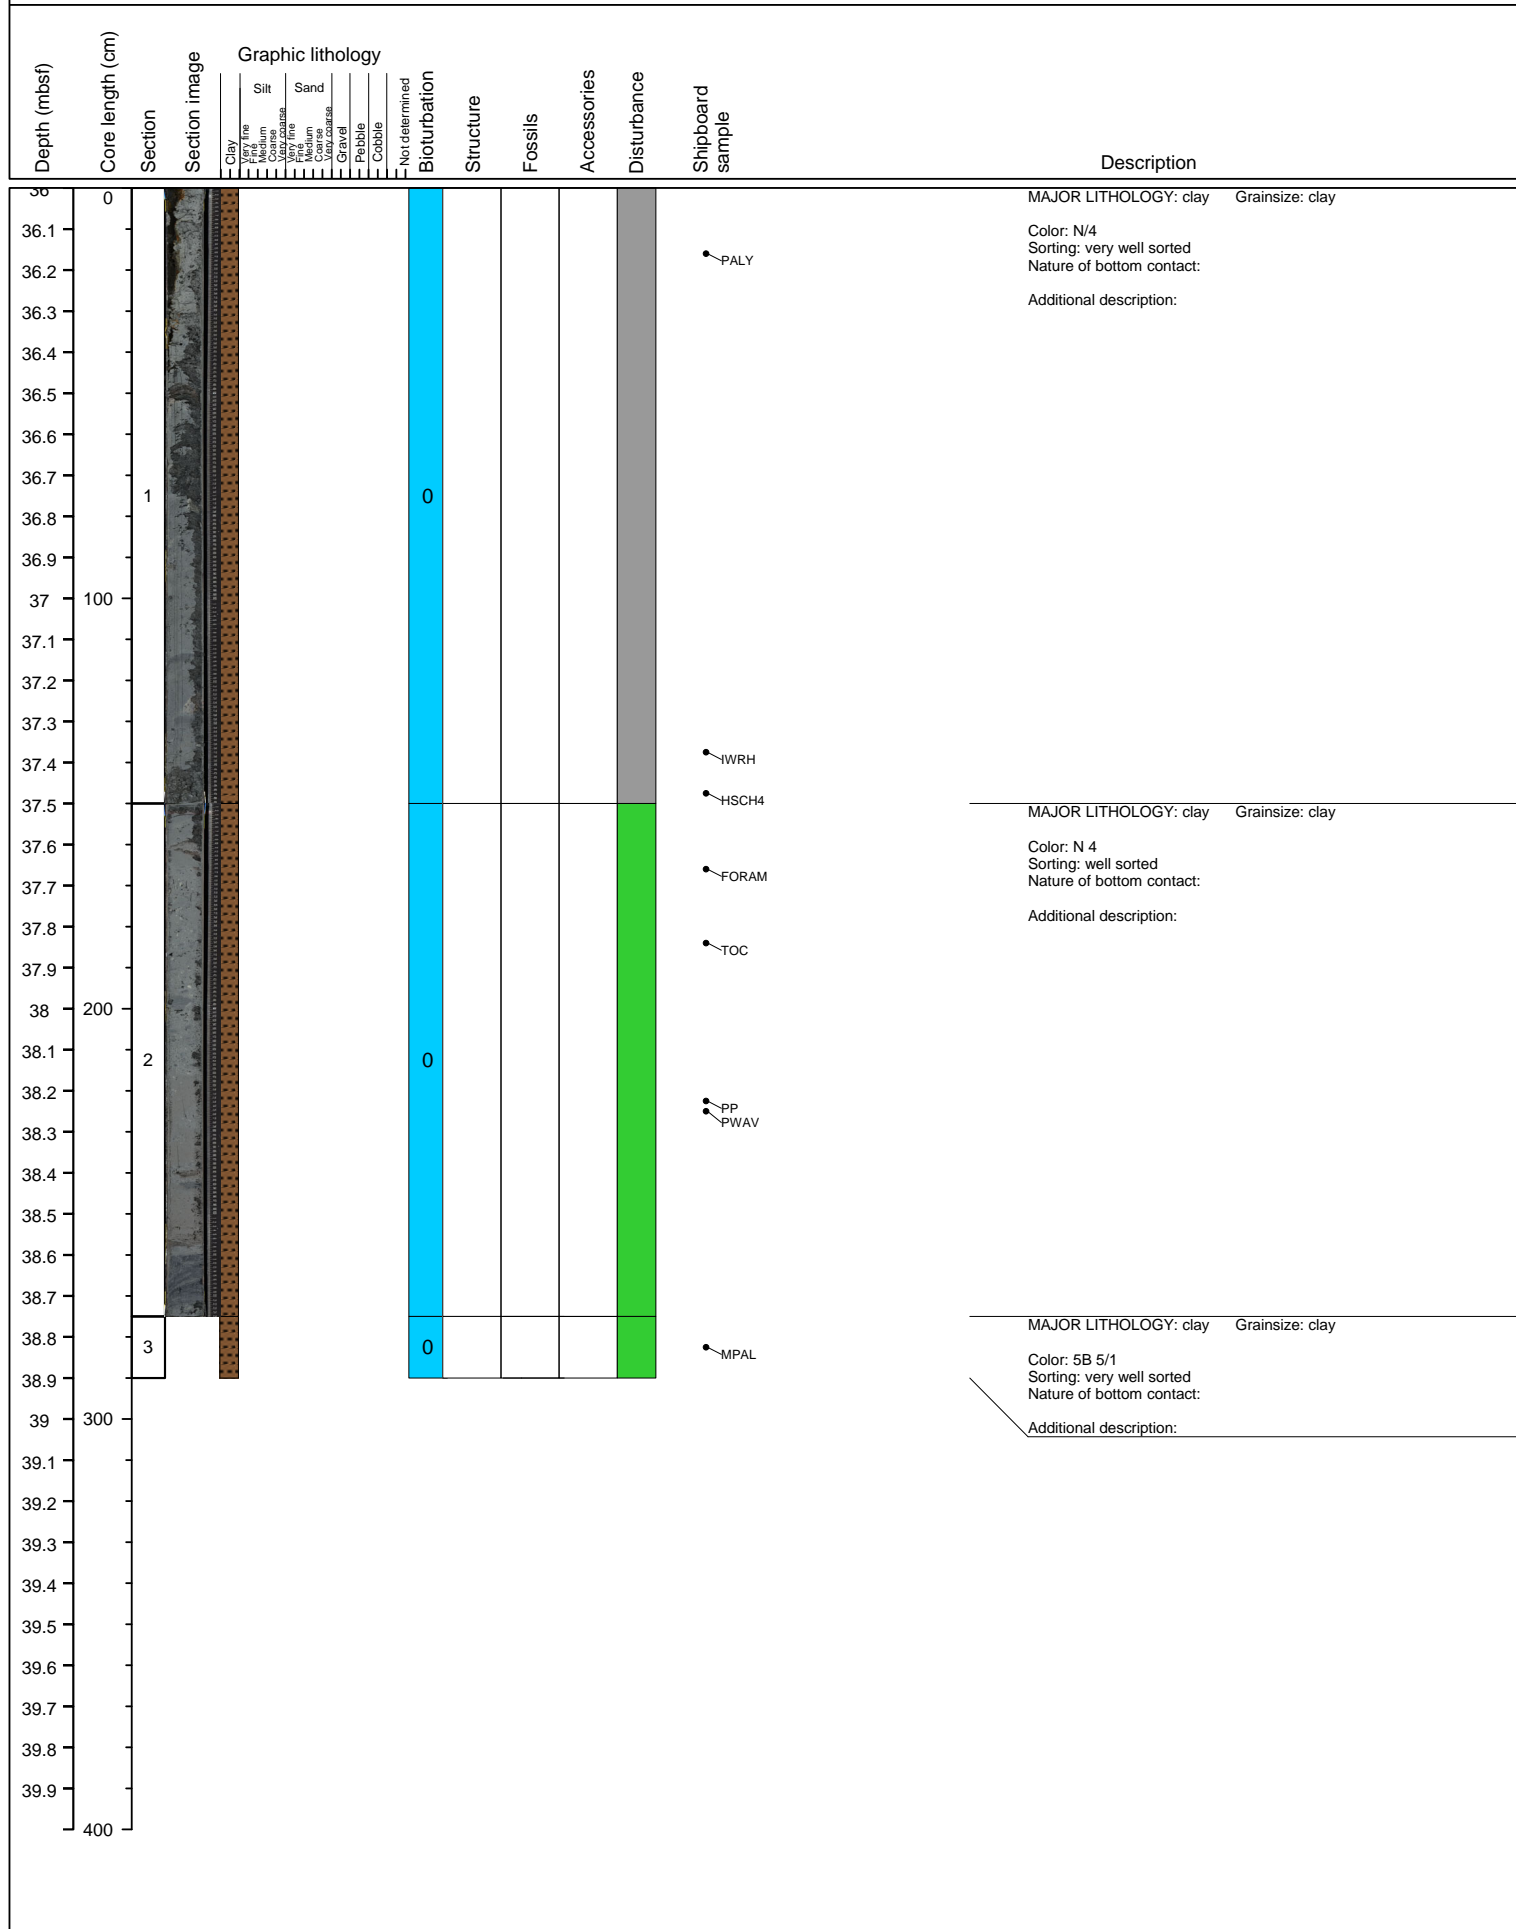 Depth (mbsf)
Core length (cm)
Section
Section image
Graphic lithology
Clay
Silt
Very fine
Fine
Medium
Coarse
Very coarse
Sand
Very fine
Fine
Medium
Coarse
Very coarse
Gravel
Pebble
Cobble
Not determined
Bioturbation
Structure
Fossils
Accessories
Disturbance
Shipboard
sample
Description
36
36.1
36.2
36.3
36.4
36.5
36.6
36.7
36.8
36.9
37
37.1
37.2
37.3
37.4
37.5
37.6
37.7
37.8
37.9
38
38.1
38.2
38.3
38.4
38.5
38.6
38.7
38.8
38.9
39
39.1
39.2
39.3
39.4
39.5
39.6
39.7
39.8
39.9
0
100
200
300
400
1
2
3
0
0
0
PALY
IWRH
HSCH4
FORAM
TOC
PP
PWAV
MPAL
MAJOR LITHOLOGY: clay Grainsize: clay
Color: N/4
Sorting: very well sorted
Nature of bottom contact:
Additional description:
MAJOR LITHOLOGY: clay Grainsize: clay
Color: N 4
Sorting: well sorted
Nature of bottom contact:
Additional description:
MAJOR LITHOLOGY: clay Grainsize: clay
Color: 5B 5/1
Sorting: very well sorted
Nature of bottom contact:
Additional description: